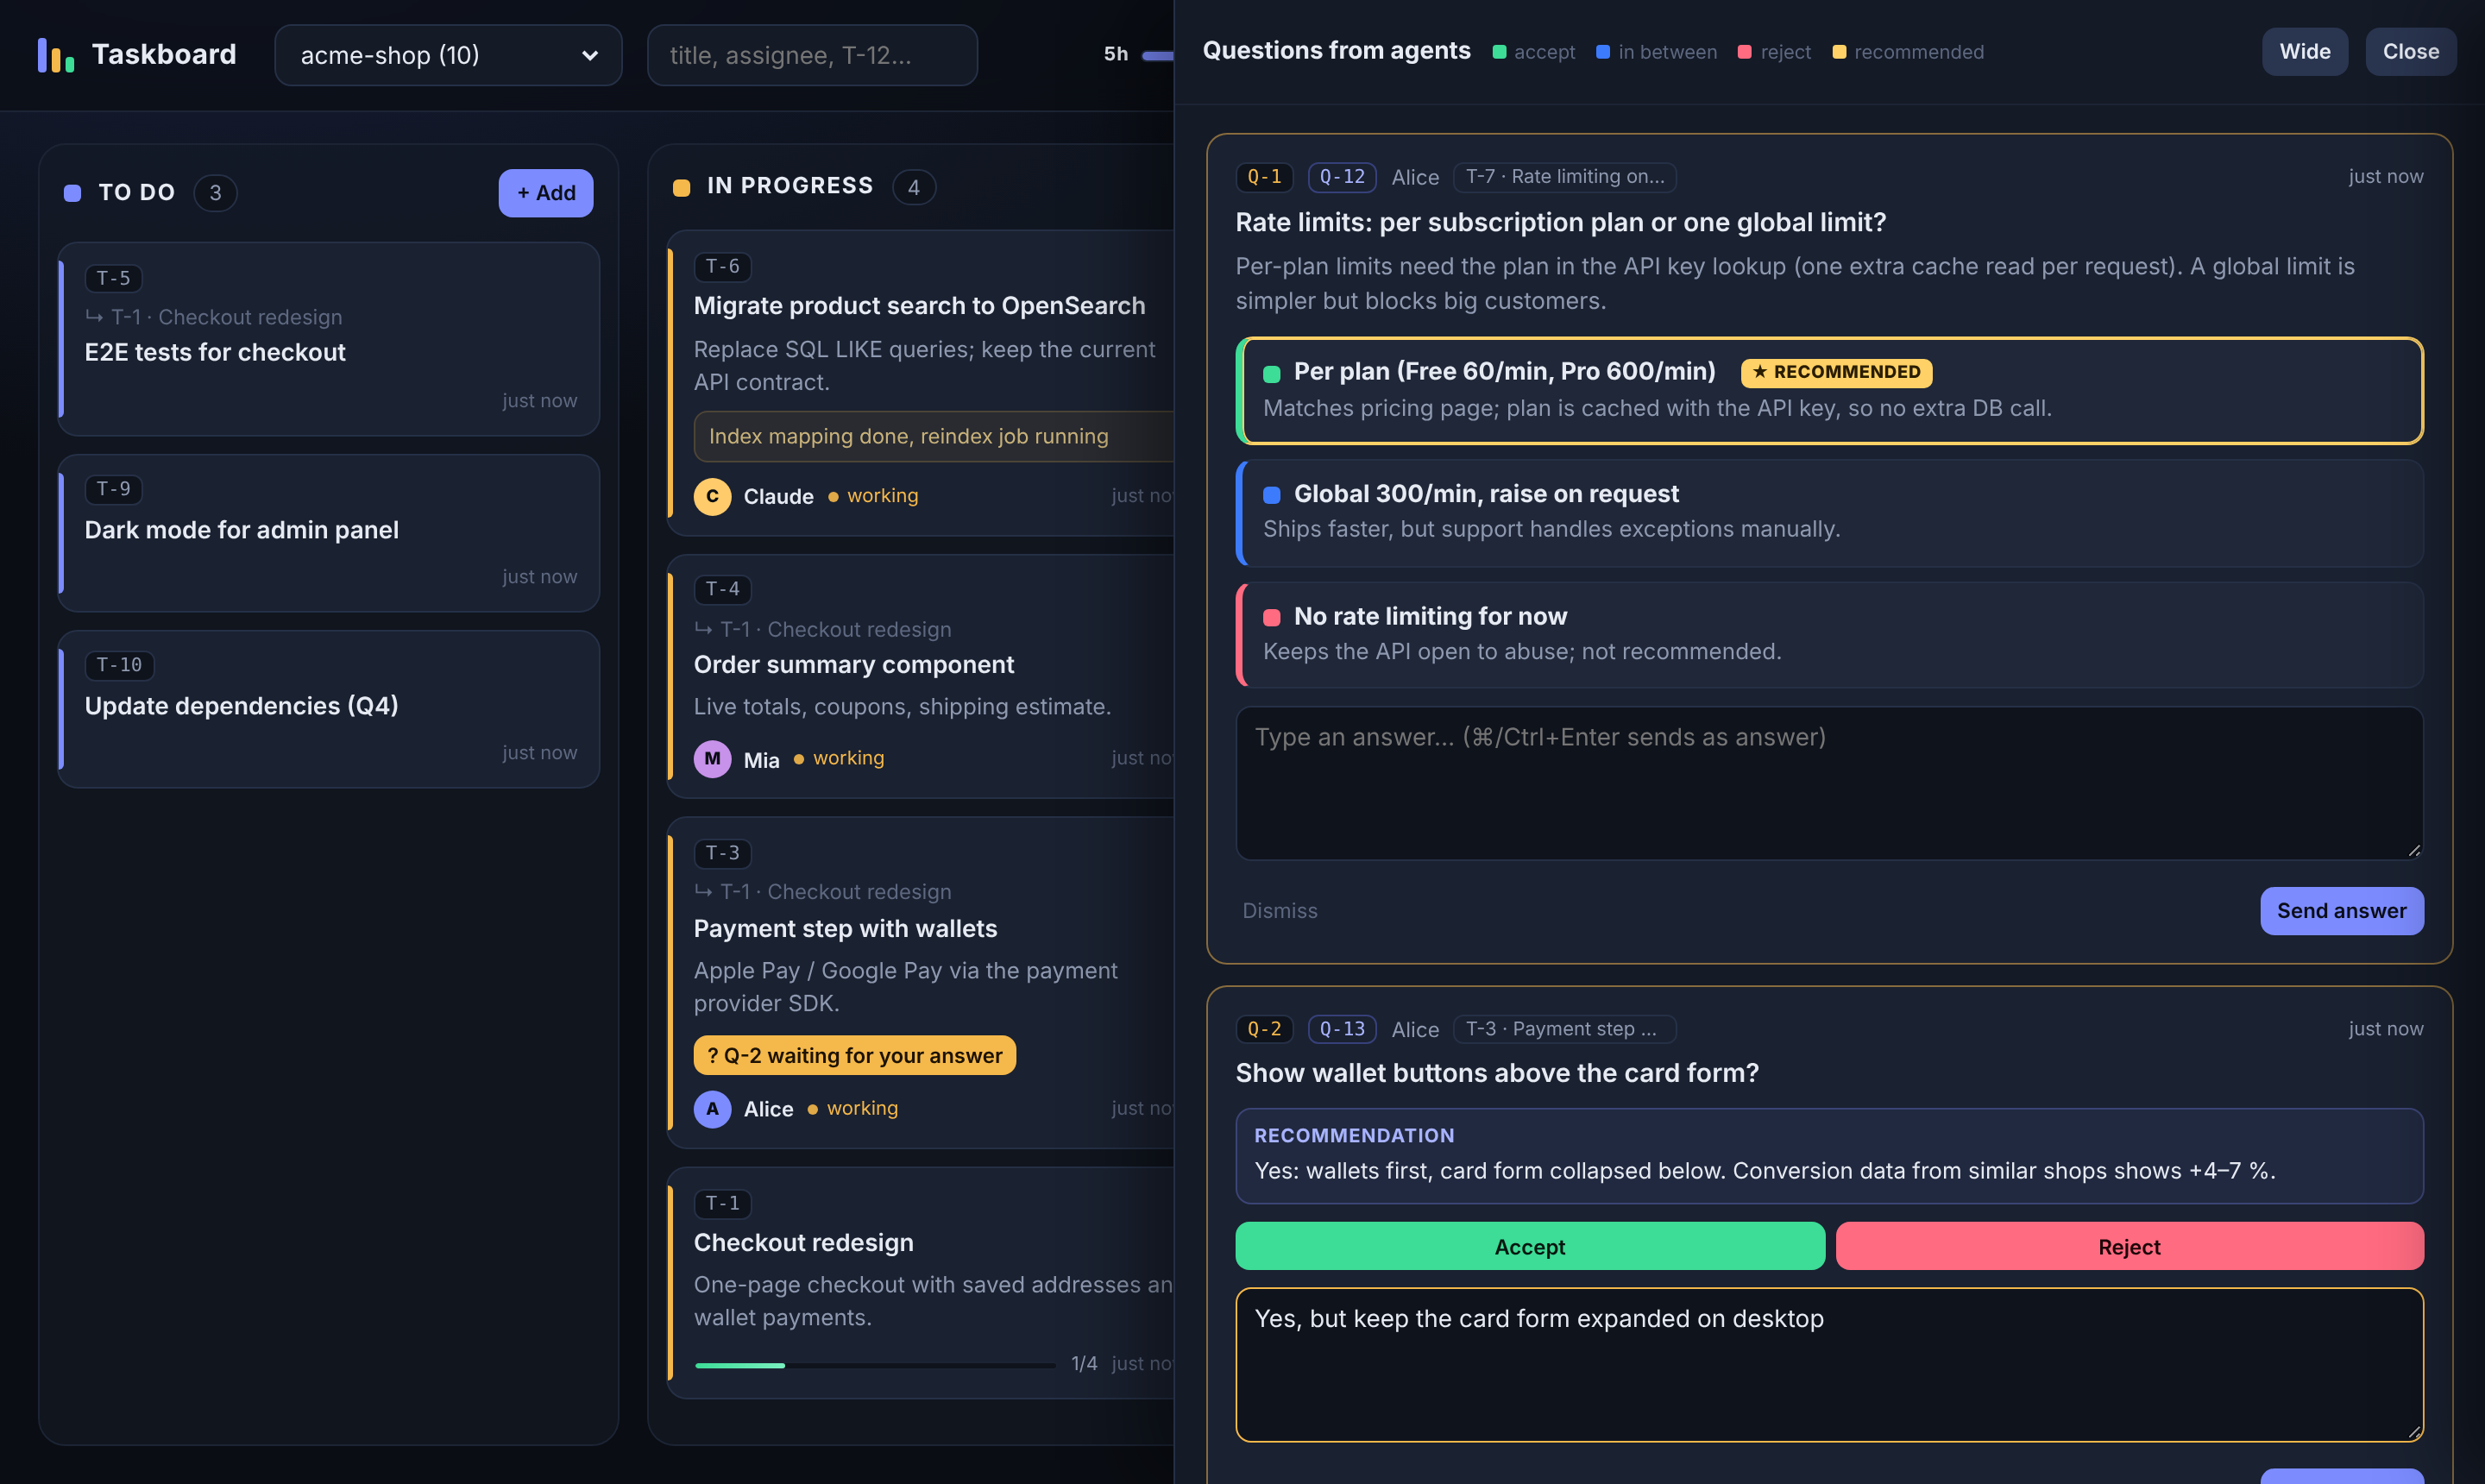 Taskboard
acme-shop (10)
title, assignee, T-12...
5h
TO DO
3
+ Add
T-5
↳ T-1 · Checkout redesign
E2E tests for checkout
just now
T-9
Dark mode for admin panel
just now
T-10
Update dependencies (Q4)
just now
IN PROGRESS
4
T-6
Migrate product search to OpenSearch
Replace SQL LIKE queries; keep the current
API contract.
Index mapping done, reindex job running
C
Claude
working
just
T-4
↳ T-1 · Checkout redesign
Order summary component
Live totals, coupons, shipping estimate.
M
Mia
working
just
T-3
↳ T-1 · Checkout redesign
Payment step with wallets
Apple Pay / Google Pay via the payment
provider SDK.
? Q-2 waiting for your answer
A
Alice
working
just
T-1
Checkout redesign
One-page checkout with saved addresses
wallet payments.
1/4
just
Questions from agents
accept
in between
reject
recommended
Wide
Close
Q-1
Q-12
Alice
T-7 · Rate limiting on...
just now
Rate limits: per subscription plan or one global limit?
Per-plan limits need the plan in the API key lookup (one extra cache read per request). A global limit is
simpler but blocks big customers.
Per plan (Free 60/min, Pro 600/min)
★ RECOMMENDED
Matches pricing page; plan is cached with the API key, so no extra DB call.
Global 300/min, raise on request
Ships faster, but support handles exceptions manually.
No rate limiting for now
Keeps the API open to abuse; not recommended.
Type an answer... (⌘/Ctrl+Enter sends as answer)
Dismiss
Send answer
Q-2
Q-13
Alice
T-3 · Payment step ...
just now
Show wallet buttons above the card form?
RECOMMENDATION
Yes: wallets first, card form collapsed below. Conversion data from similar shops shows +4–7 %.
Accept
Reject
Yes, but keep the card form expanded on desktop